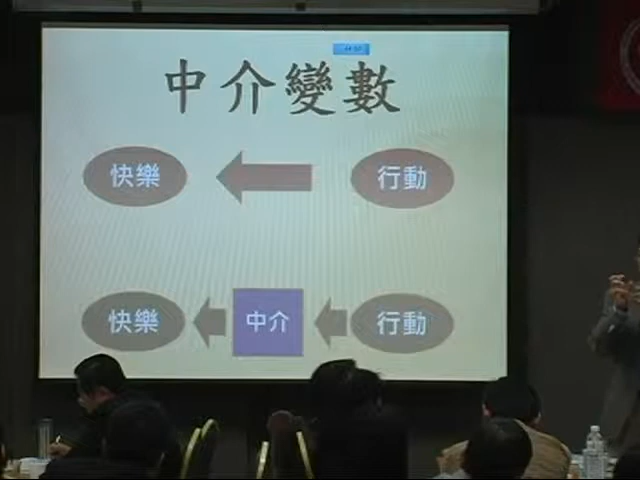 中介變數
快樂 行動
快樂 中介 行動